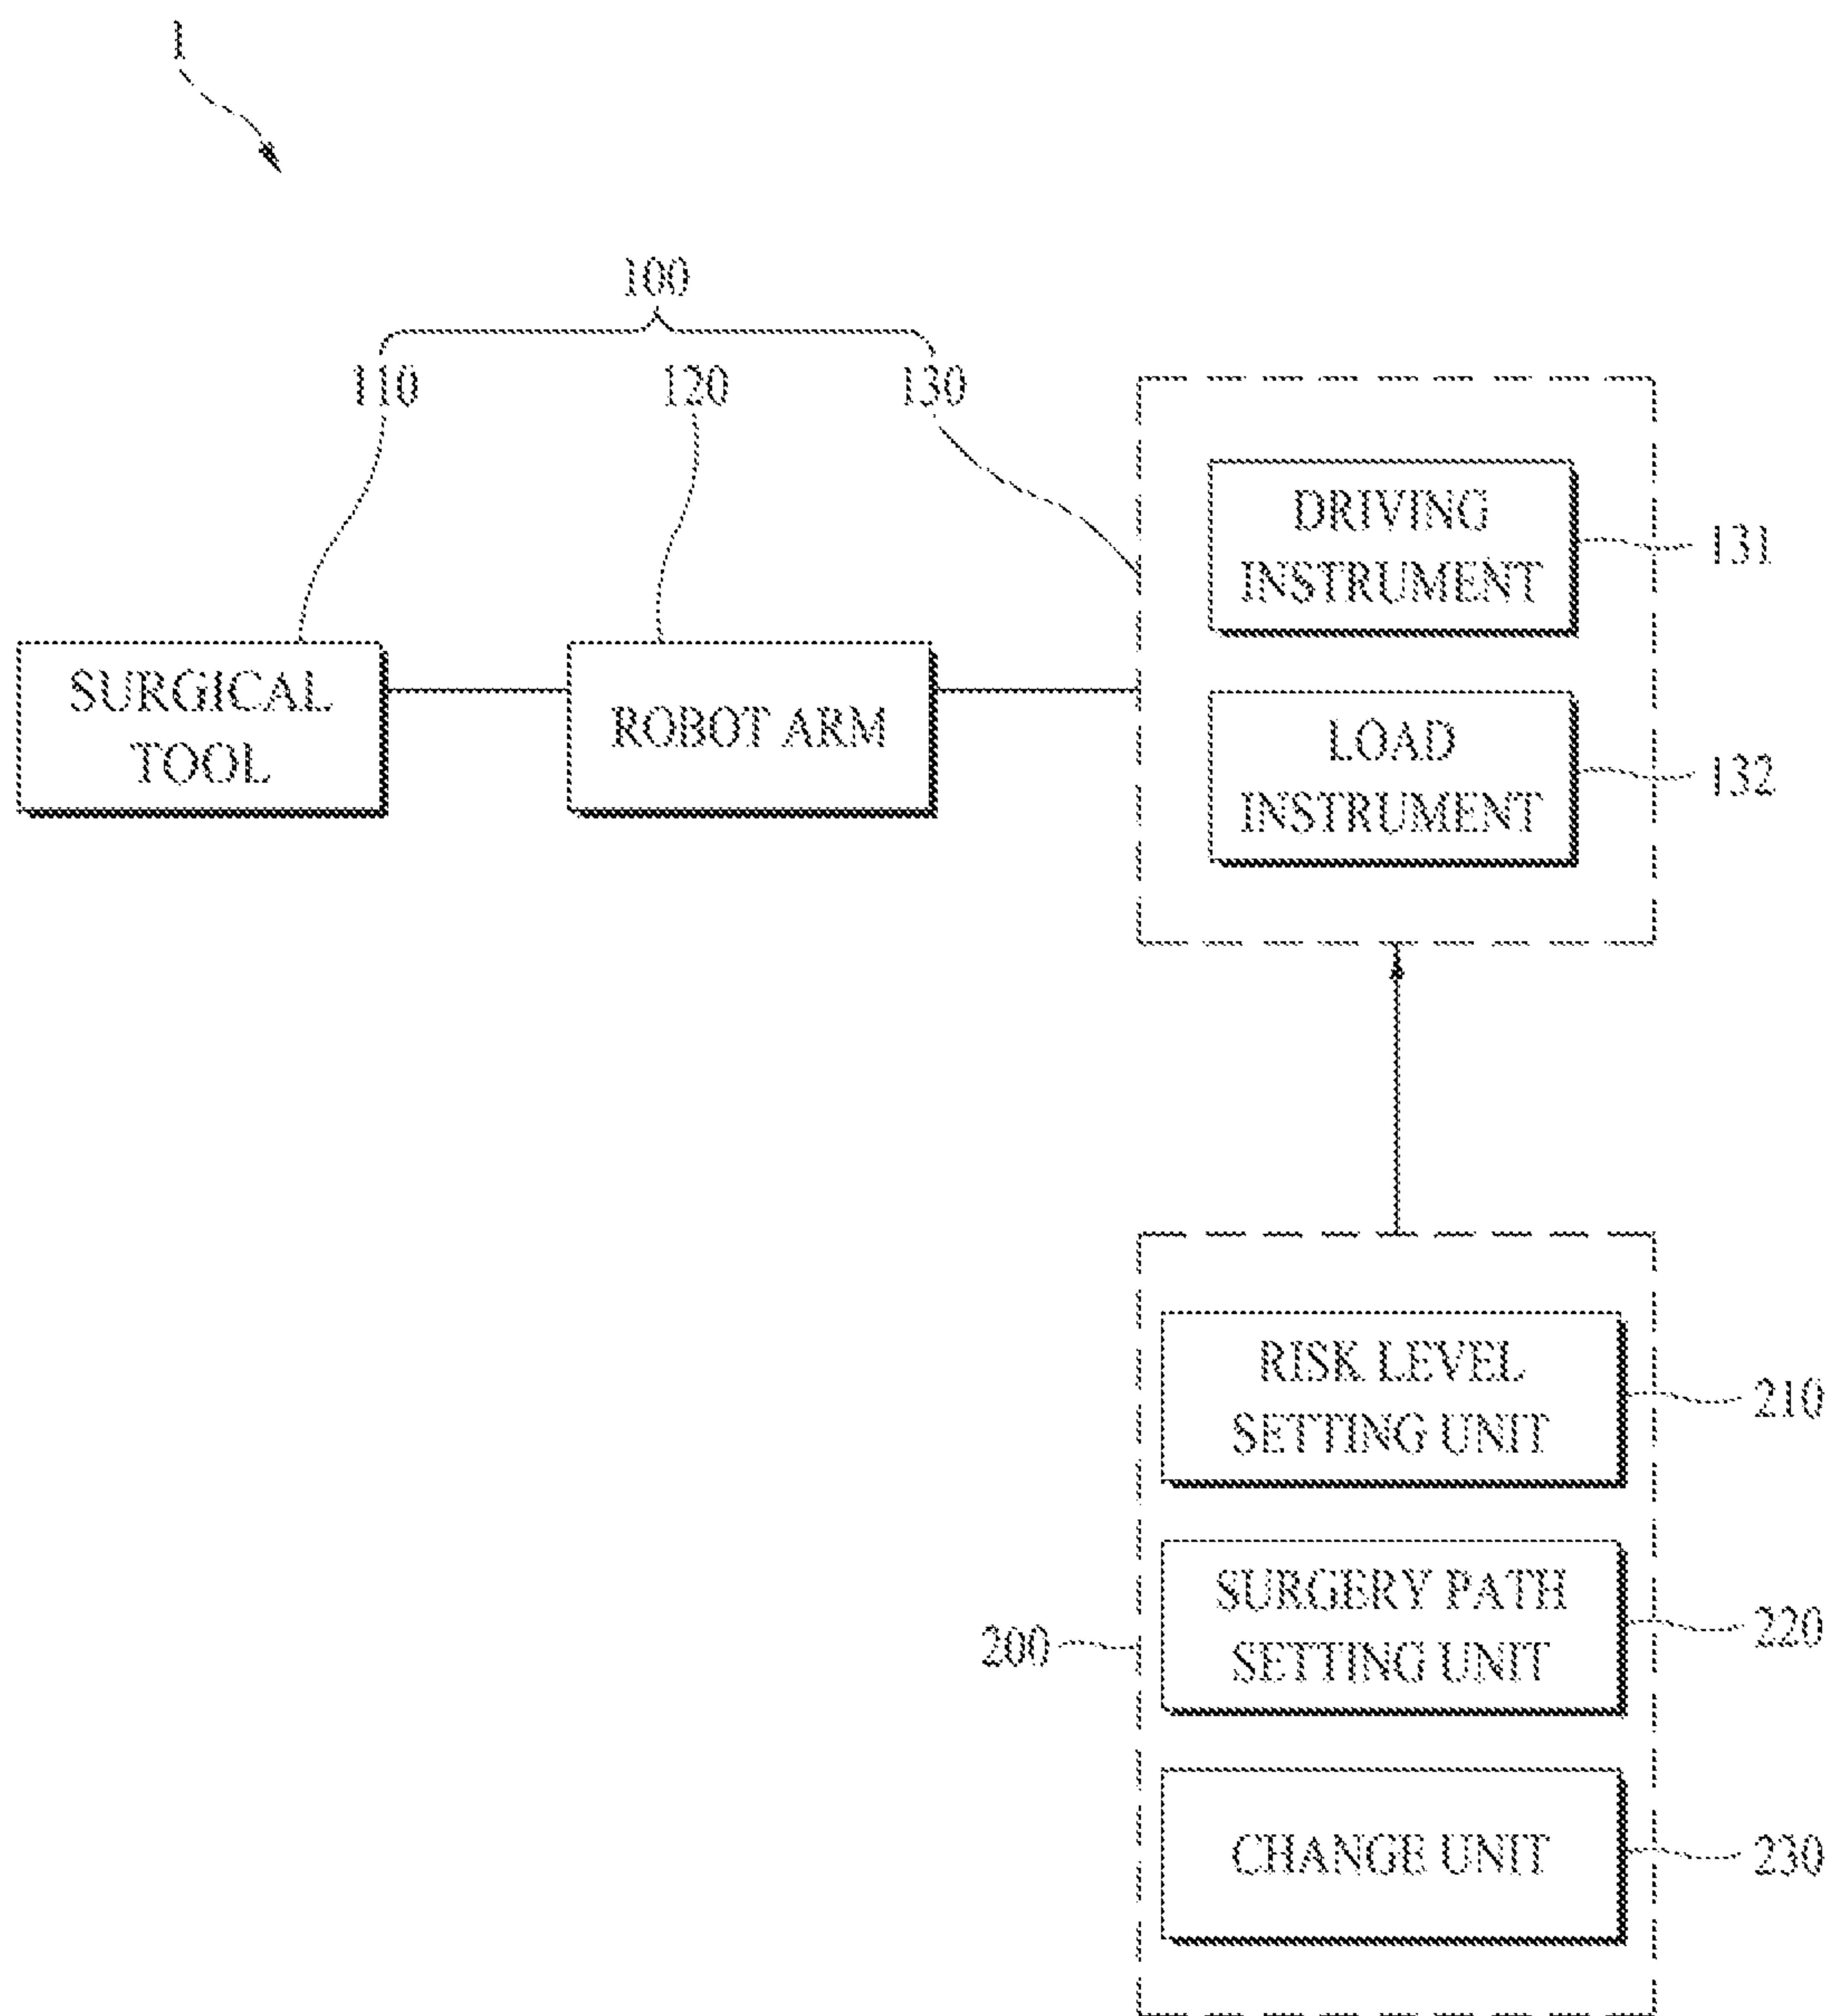 1
100
110
120
130
DRIVING
INSTRUMENT
131
SURGICAL
TOOL
ROBOT ARM
LOAD
INSTRUMENT
132
RISK LEVEL
SETTING UNIT
210
200
SURGERY PATH
SETTING UNIT
220
CHANGE UNIT
230